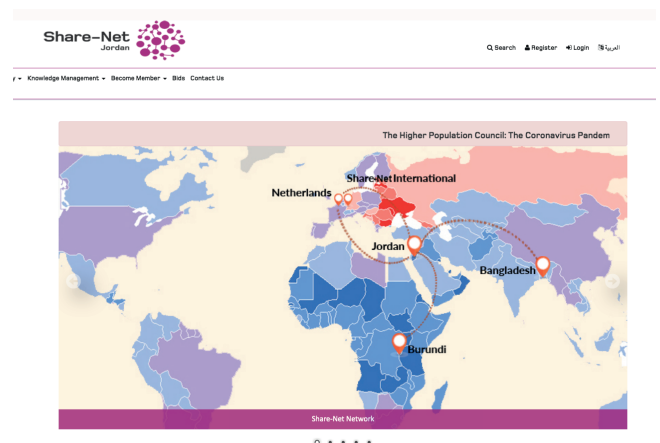 Share-Net
Jordan
Search Register Login العربية
Knowledge Management Become Member Bids Contact Us
The Higher Population Council: The Coronavirus Pandem
Share-Net International
Netherlands
Jordan
Bangladesh
Burundi
Share-Net Network